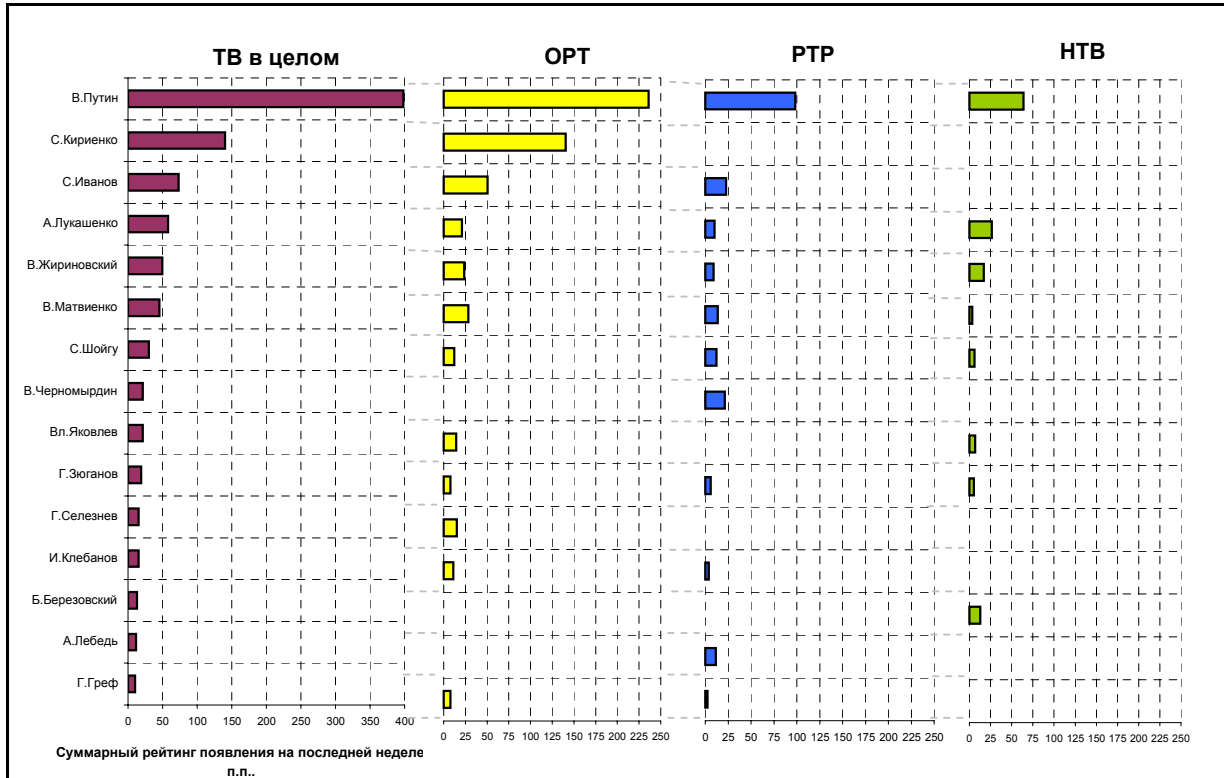 ТВ в целом
ОРТ
РТР
НТВ
В.Путин
С.Кириенко
С.Иванов
А.Лукашенко
В.Жириновский
В.Матвиенко
С.Шойгу
В.Черномырдин
Вл.Яковлев
Г.Зюганов
Г.Селезнев
И.Клебанов
Б.Березовский
А.Лебедь
Г.Греф
0 50 100 150 200 250 300 350 400
0 25 50 75 100 125 150 175 200 225 250
0 25 50 75 100 125 150 175 200 225 250
0 25 50 75 100 125 150 175 200 225 250
Суммарный рейтинг появления на последней неделе
п.п..